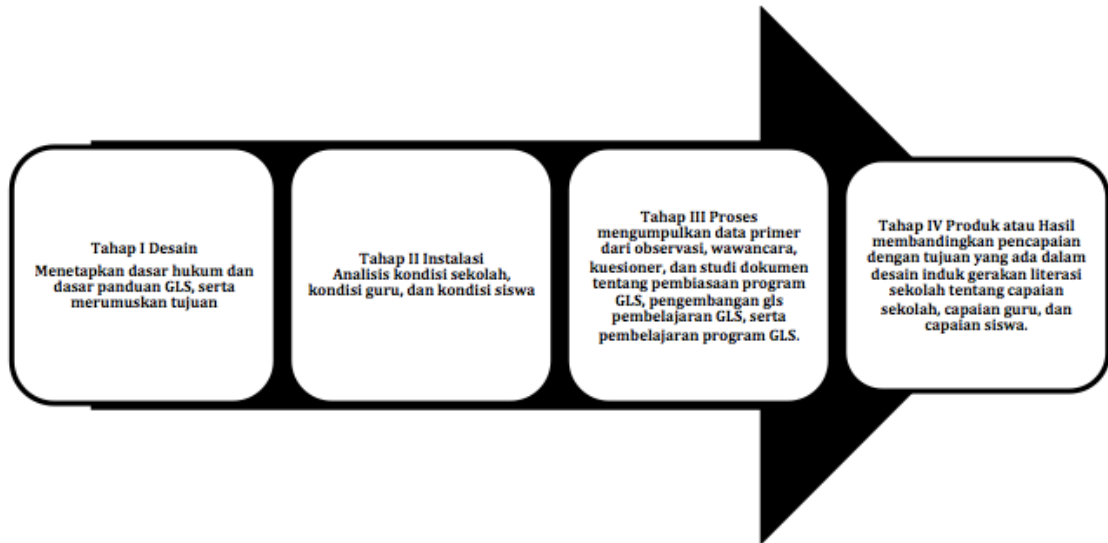 Tahap I Desain
Menetapkan dasar hukum dan
dasar panduan GLS, serta
merumuskan tujuan
Tahap II Instalasi
Analisis kondisi sekolah,
kondisi guru, dan kondisi siswa
Tahap III Proses
mengumpulkan data primer
dari observasi, wawancara,
kuesioner, dan studi dokumen
tentang pembiasaan program
GLS, pengembangan gls
pembelajaran GLS, serta
pembelajaran program GLS.
Tahap IV Produk atau Hasil
membandingkan pencapaian
dengan tujuan yang ada dalam
desain induk gerakan literasi
sekolah tentang capaian
sekolah, capaian guru, dan
capaian siswa.